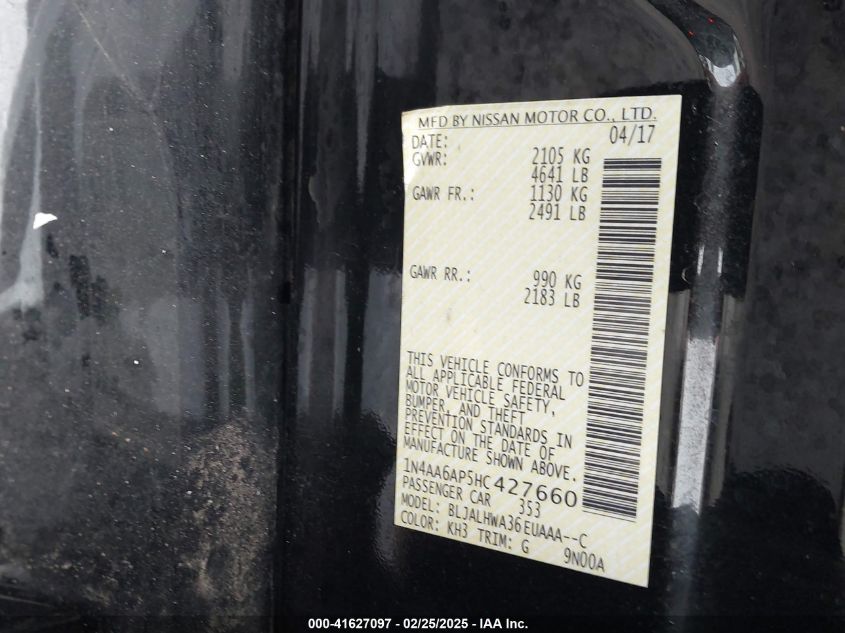 MFD BY NISSAN MOTOR CO., LTD.
DATE: 04/17
GVWR: 2105 KG
4641 LB
GAWR FR.: 1130 KG
2491 LB
GAWR RR.: 990 KG
2183 LB
THIS VEHICLE CONFORMS TO
ALL APPLICABLE FEDERAL
MOTOR VEHICLE SAFETY,
BUMPER, AND THEFT
PREVENTION STANDARDS IN
EFFECT ON THE DATE OF
MANUFACTURE SHOWN ABOVE.
1N4AA6AP5HC427660
PASSENGER CAR 353
MODEL: BLJALHWA36EUAAA--C
COLOR: KH3 TRIM: G 9N00A
000-41627097 - 02/25/2025 - IAA Inc.